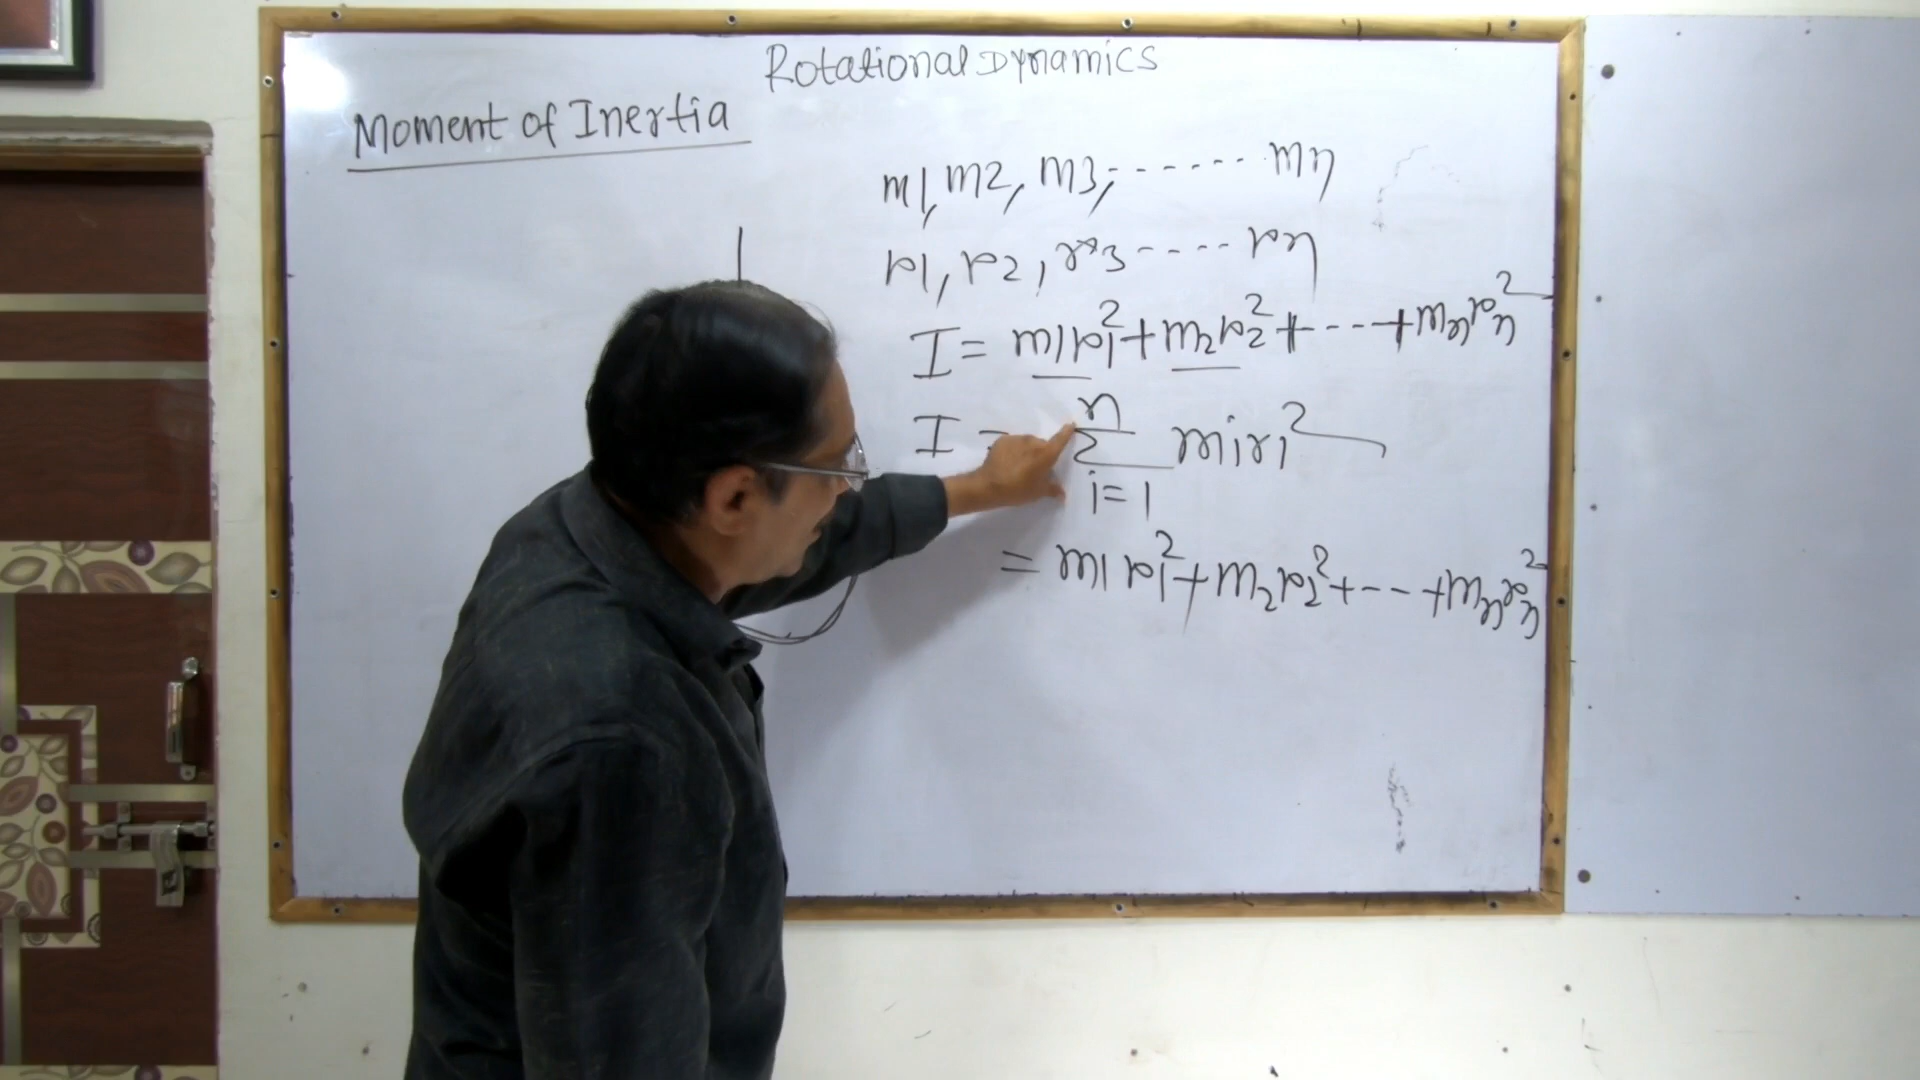 Rotational Dynamics
Moment of Inertia
m1, m2, m3, ------ mn
r1, r2, r3 ---- rn
I = m1r1² + m2r2² + --- + mnrn²
I = n
Σ miri²
i=1
= m1r1² + m2r2² + --- + mnrn²